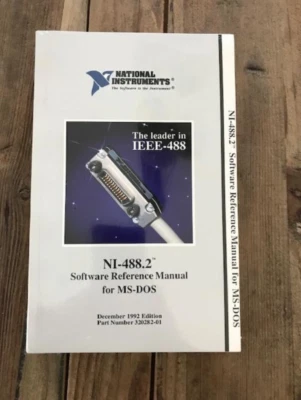 NATIONAL
INSTRUMENTS®
The Software is the Instrument®
The leader in
IEEE-488
NI-488.2™
Software Reference Manual
for MS-DOS
December 1992 Edition
Part Number 320282-01
NI-488.2™ Software Reference Manual for MS-DOS